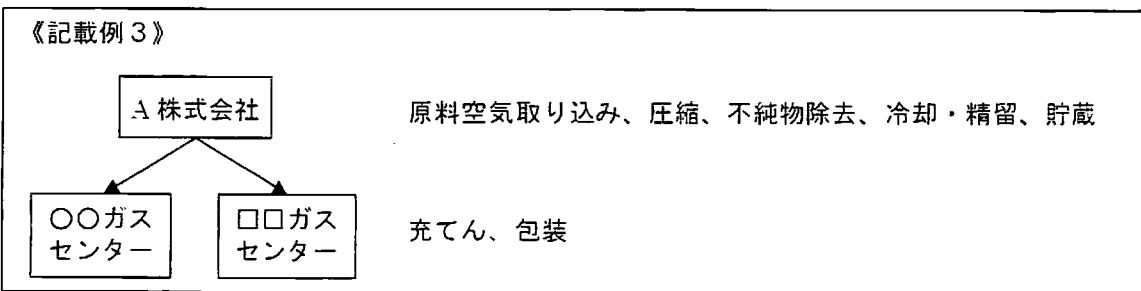 《記載例3》
A株式会社
原料空気取り込み、圧縮、不純物除去、冷却・精留、貯蔵
○○ガス
センター
□□ガス
センター
充てん、包装